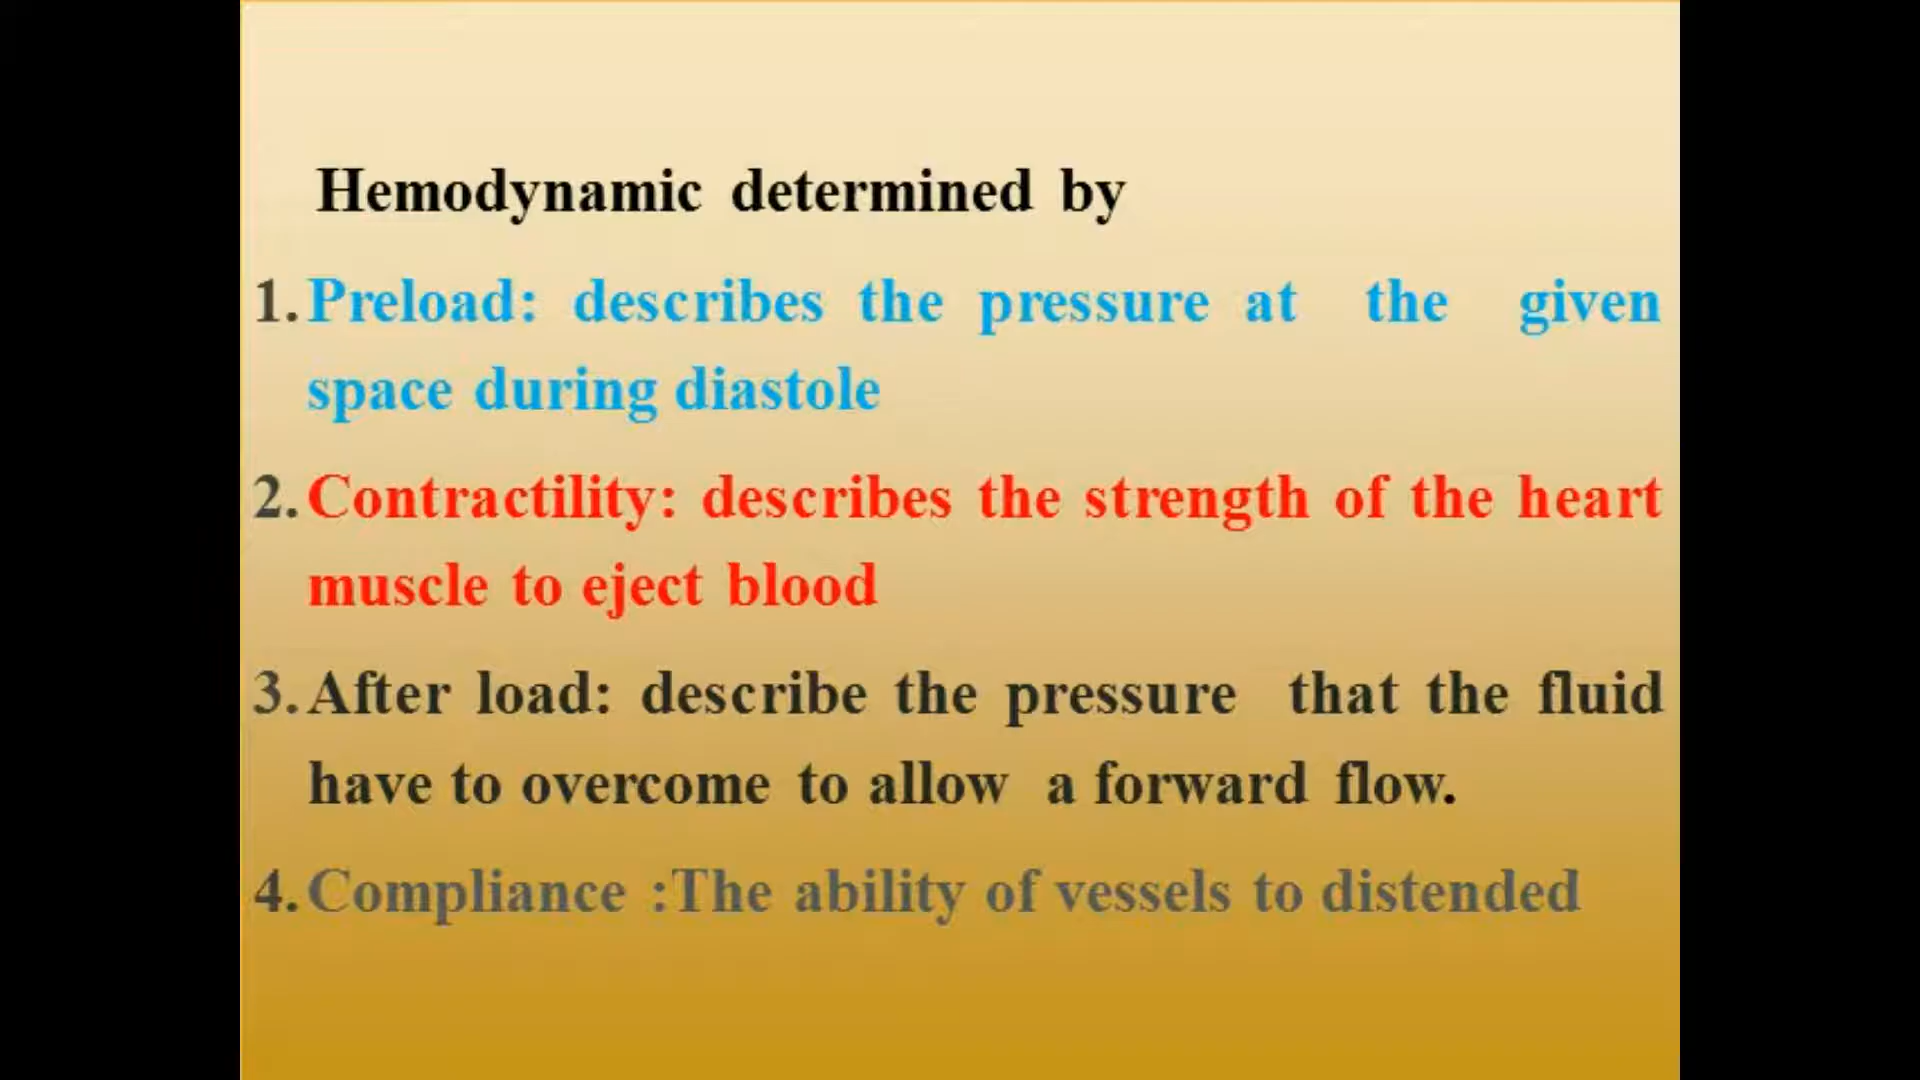 Hemodynamic determined by
1. Preload: describes the pressure at the given
space during diastole
2. Contractility: describes the strength of the heart
muscle to eject blood
3. After load: describe the pressure that the fluid
have to overcome to allow a forward flow.
4. Compliance :The ability of vessels to distended